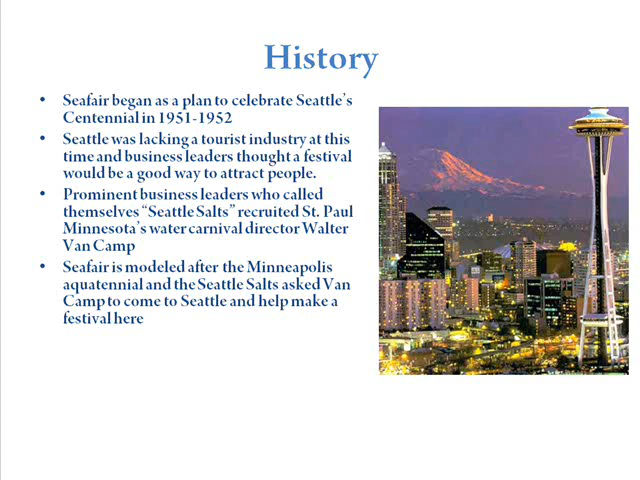 History
• Seafair began as a plan to celebrate Seattle's
Centennial in 1951-1952
• Seattle was lacking a tourist industry at this
time and business leaders thought a festival
would be a good way to attract people.
• Prominent business leaders who called
themselves “Seattle Salts” recruited St. Paul
Minnesota's water carnival director Walter
Van Camp
• Seafair is modeled after the Minneapolis
aquatennial and the Seattle Salts asked Van
Camp to come to Seattle and help make a
festival here